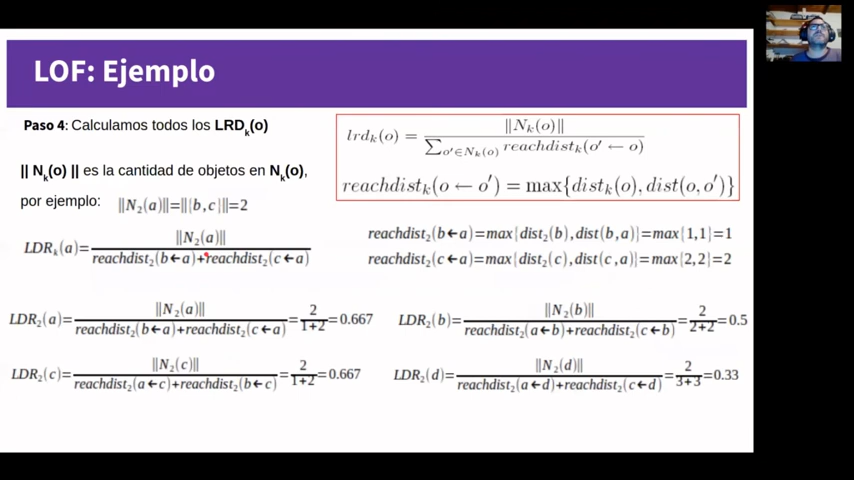 LOF: Ejemplo
Paso 4: Calculamos todos los LRD_k(o)
|| N_k(o) || es la cantidad de objetos en N_k(o),
por ejemplo: ||N_2(a)||=||{b,c}||=2
lrd_k(o) = ||N_k(o)|| / ∑_{o'∈N_k(o)} reachdist_k(o' ← o)
reachdist_k(o ← o') = max{dist_k(o), dist(o, o')}
LDR_k(a)= ||N_2(a)|| / reachdist_2(b←a)+reachdist_2(c←a)
reachdist_2(b←a)=max{dist_2(b),dist(b,a)}=max{1,1}=1
reachdist_2(c←a)=max{dist_2(c),dist(c,a)}=max{2,2}=2
LDR_2(a)= ||N_2(a)|| / reachdist_2(b←a)+reachdist_2(c←a) = 2 / 1+2 =0.667
LDR_2(b)= ||N_2(b)|| / reachdist_2(a←b)+reachdist_2(c←b) = 2 / 2+2 =0.5
LDR_2(c)= ||N_2(c)|| / reachdist_2(a←c)+reachdist_2(b←c) = 2 / 1+2 =0.667
LDR_2(d)= ||N_2(d)|| / reachdist_2(a←d)+reachdist_2(c←d) = 2 / 3+3 =0.33